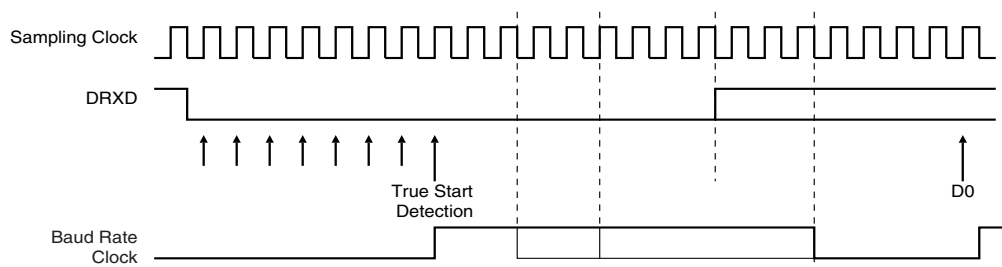 Sampling Clock
DRXD
True Start
Detection
D0
Baud Rate
Clock